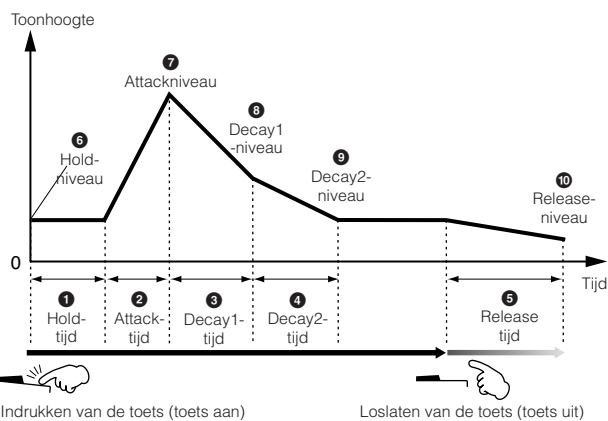 Toonhoogte
❼
Attackniveau
❻
Hold-
niveau
❽
Decay1
-niveau
❾
Decay2-
niveau
❿
Release-
niveau
0
Tijd
❶
Hold-
tijd
❷
Attack-
tijd
❸
Decay1-
tijd
❹
Decay2-
tijd
❺
Release
tijd
Indrukken van de toets (toets aan)
Loslaten van de toets (toets uit)